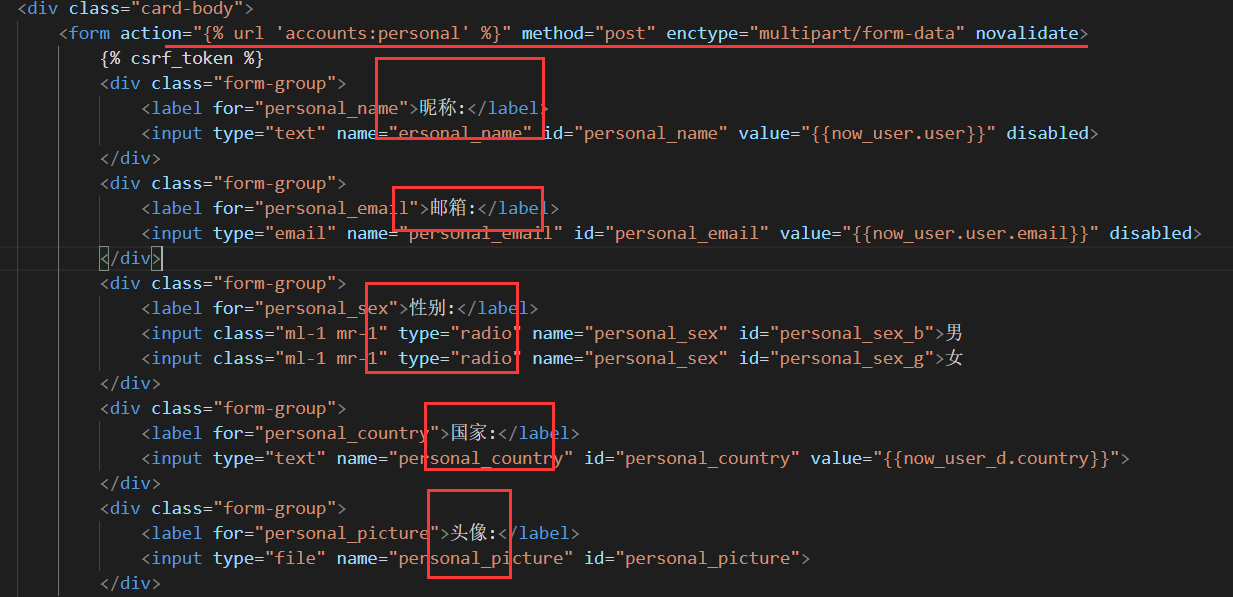 <div class="card-body">
<form action="{% url 'accounts:personal' %}" method="post" enctype="multipart/form-data" novalidate>
{% csrf_token %}
<div class="form-group">
<label for="personal_name">昵称:</label>
<input type="text" name="ersonal_name" id="personal_name" value="{{now_user.user}}" disabled>
</div>
<div class="form-group">
<label for="personal_email">邮箱:</label>
<input type="email" name="personal_email" id="personal_email" value="{{now_user.user.email}}" disabled>
</div>
<div class="form-group">
<label for="personal_sex">性别:</label>
<input class="ml-1 mr-1" type="radio" name="personal_sex" id="personal_sex_b">男
<input class="ml-1 mr-1" type="radio" name="personal_sex" id="personal_sex_g">女
</div>
<div class="form-group">
<label for="personal_country">国家:</label>
<input type="text" name="personal_country" id="personal_country" value="{{now_user_d.country}}">
</div>
<div class="form-group">
<label for="personal_picture">头像:</label>
<input type="file" name="personal_picture" id="personal_picture">
</div>